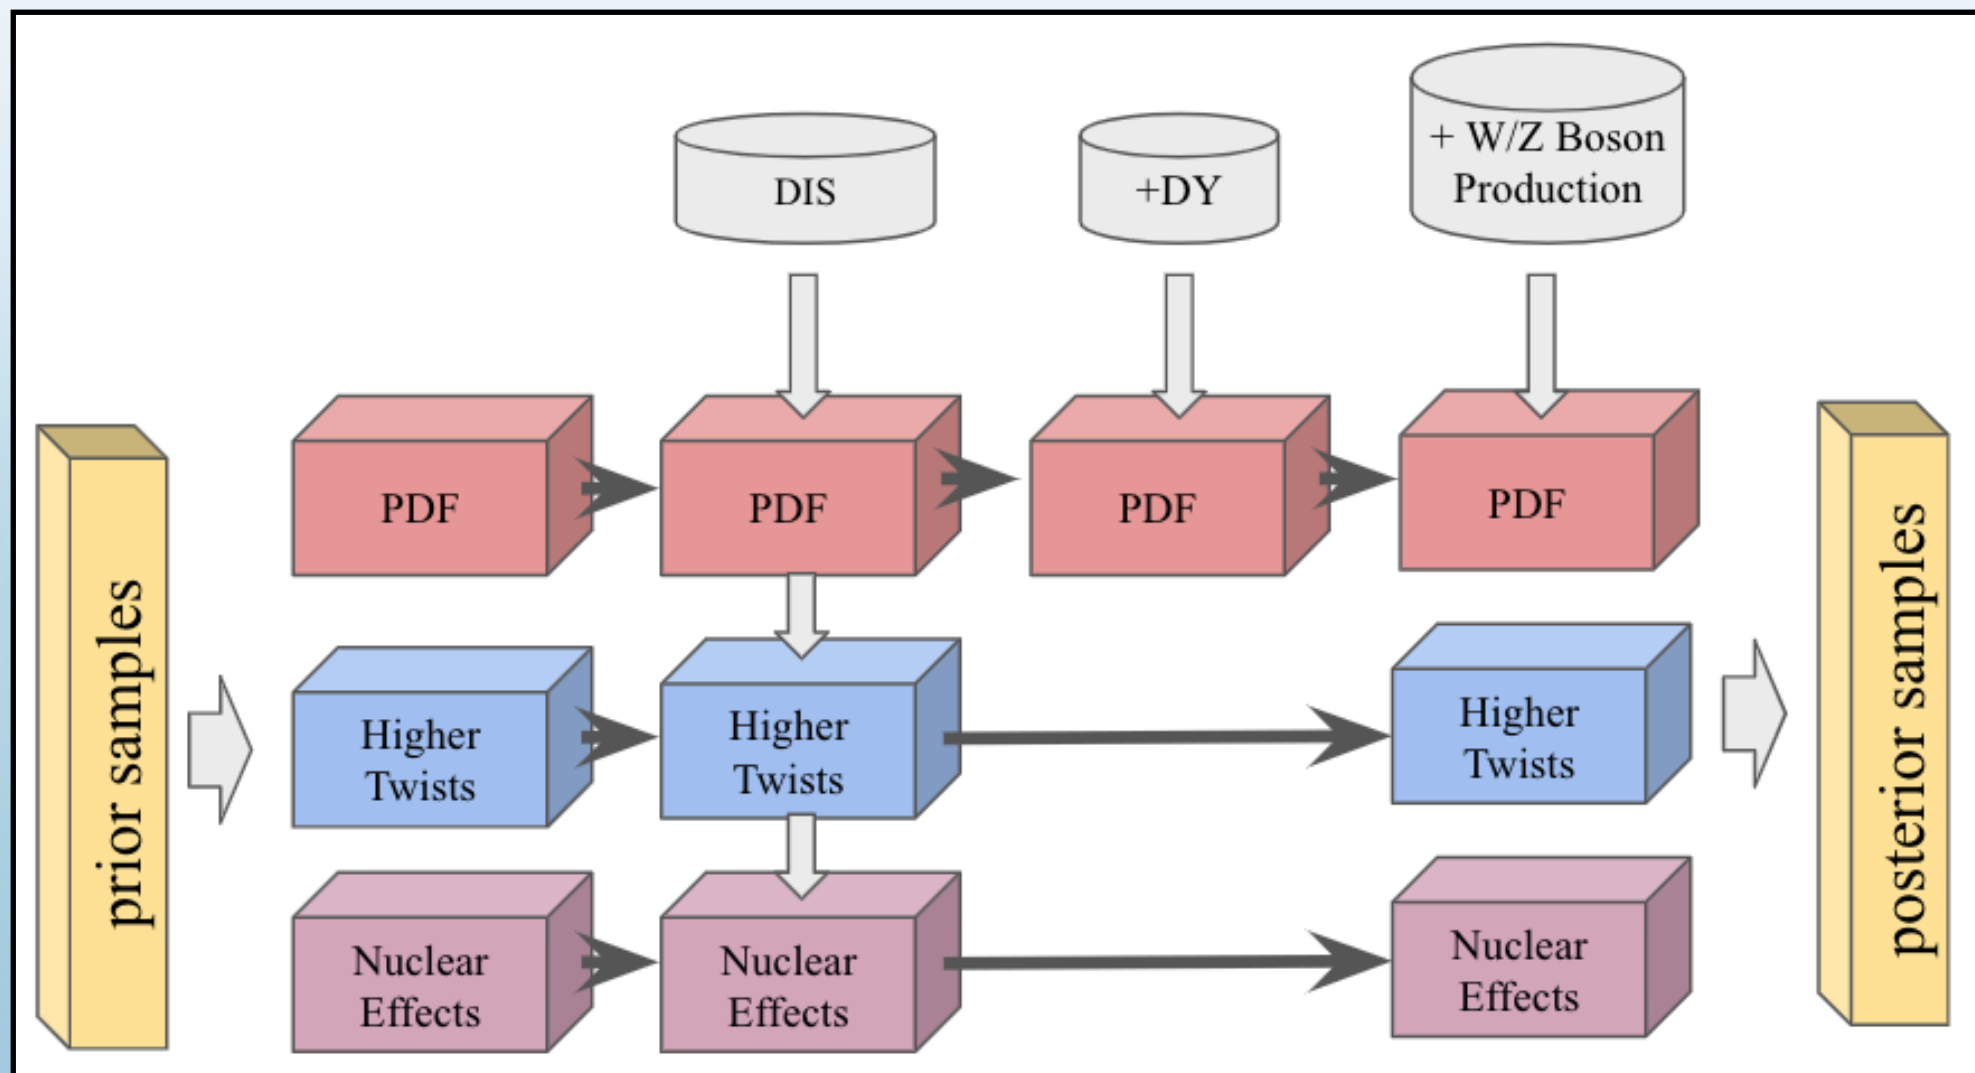 DIS
+DY
+ W/Z Boson
Production
prior samples
PDF
PDF
PDF
PDF
Higher
Twists
Higher
Twists
Higher
Twists
Nuclear
Effects
Nuclear
Effects
Nuclear
Effects
posterior samples